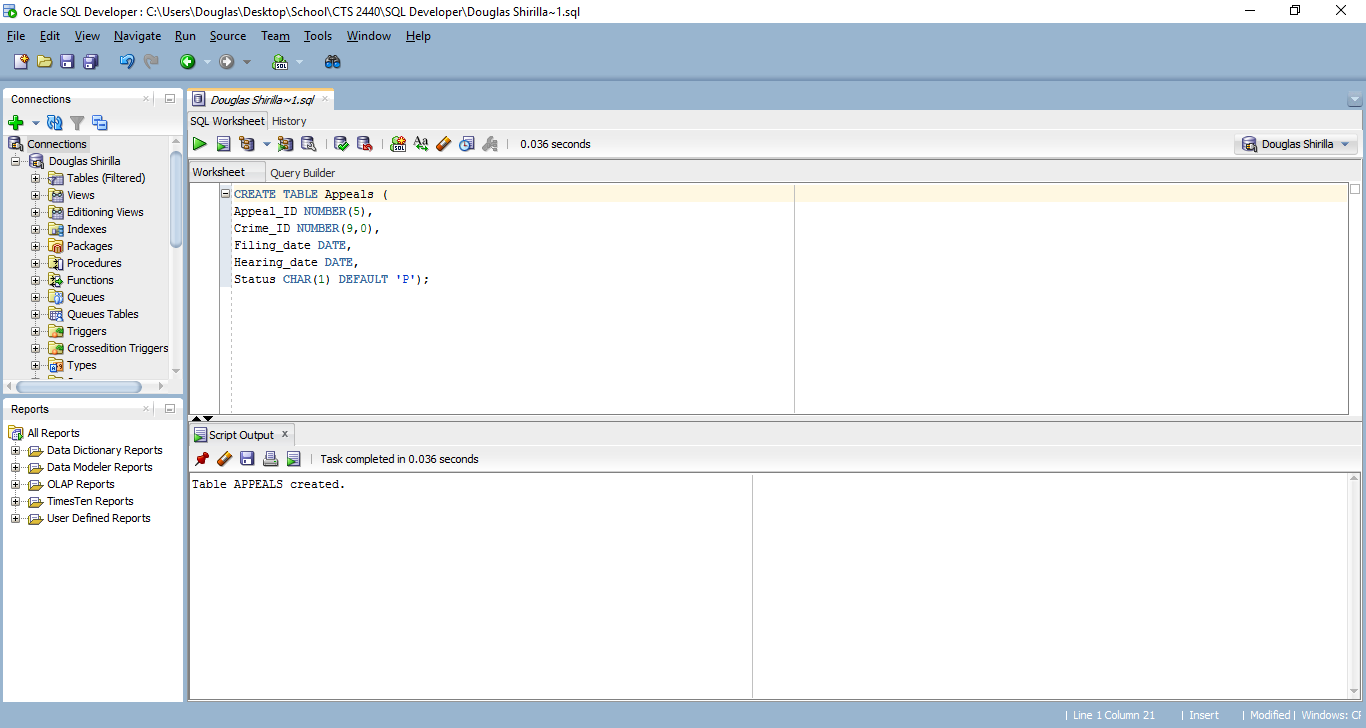 Oracle SQL Developer : C:\Users\Douglas\Desktop\School\CTS 2440\SQL Developer\Douglas Shirilla~1.sql
File Edit View Navigate Run Source Team Tools Window Help
Connections
Connections
Douglas Shirilla
Tables (Filtered)
Views
Editioning Views
Indexes
Packages
Procedures
Functions
Queues
Queues Tables
Triggers
Crossedition Triggers
Types
Reports
All Reports
Data Dictionary Reports
Data Modeler Reports
OLAP Reports
TimesTen Reports
User Defined Reports
Douglas Shirilla~1.sql
SQL Worksheet History
0.036 seconds
Douglas Shirilla
Worksheet Query Builder
CREATE TABLE Appeals (
Appeal_ID NUMBER(5),
Crime_ID NUMBER(9,0),
Filing_date DATE,
Hearing_date DATE,
Status CHAR(1) DEFAULT 'P');
Script Output x
Task completed in 0.036 seconds
Table APPEALS created.
| Line 1 Column 21 | Insert | Modified | Windows: CF